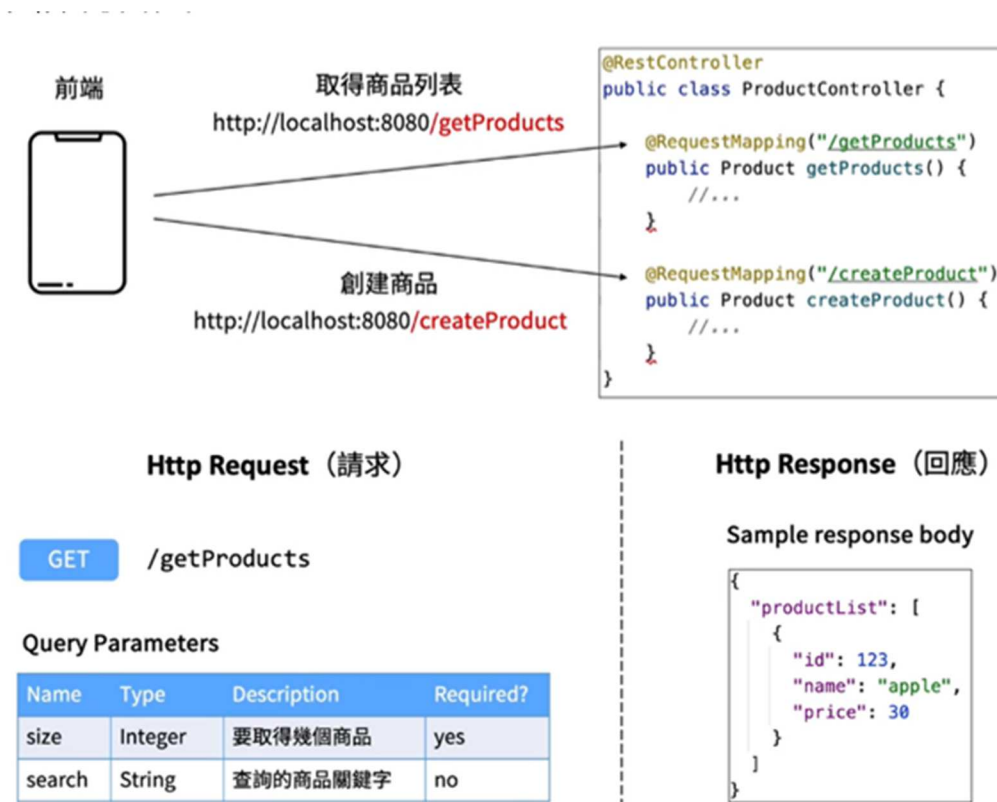 前端
取得商品列表
http://localhost:8080/getProducts
創建商品
http://localhost:8080/createProduct
@RestController
public class ProductController {
@RequestMapping("/getProducts")
public Product getProducts() {
//...
}
@RequestMapping("/createProduct")
public Product createProduct() {
//...
}
}
Http Request（請求）
GET /getProducts
Query Parameters
Name Type Description Required?
size Integer 要取得幾個商品 yes
search String 查詢的商品關鍵字 no
Http Response（回應）
Sample response body
{
"productList": [
{
"id": 123,
"name": "apple",
"price": 30
}
]
}